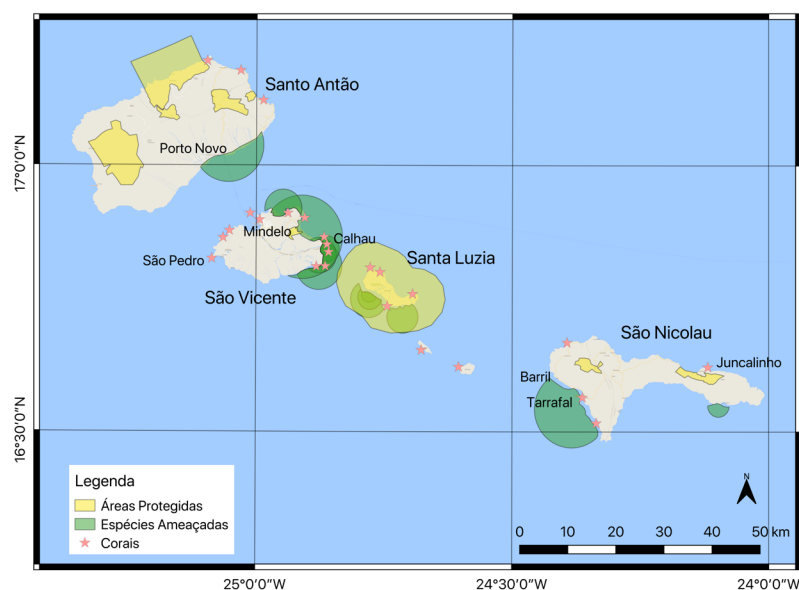 Santo Antão
Porto Novo
17°0'0"N
Mindelo
Calhau
São Pedro
Santa Luzia
São Vicente
São Nicolau
Juncalinho
Barril
Tarrafal
16°30'0"N
Legenda
Áreas Protegidas
Espécies Ameaçadas
Corais
N
0 10 20 30 40 50 km
25°0'0"W 24°30'0"W 24°0'0"W